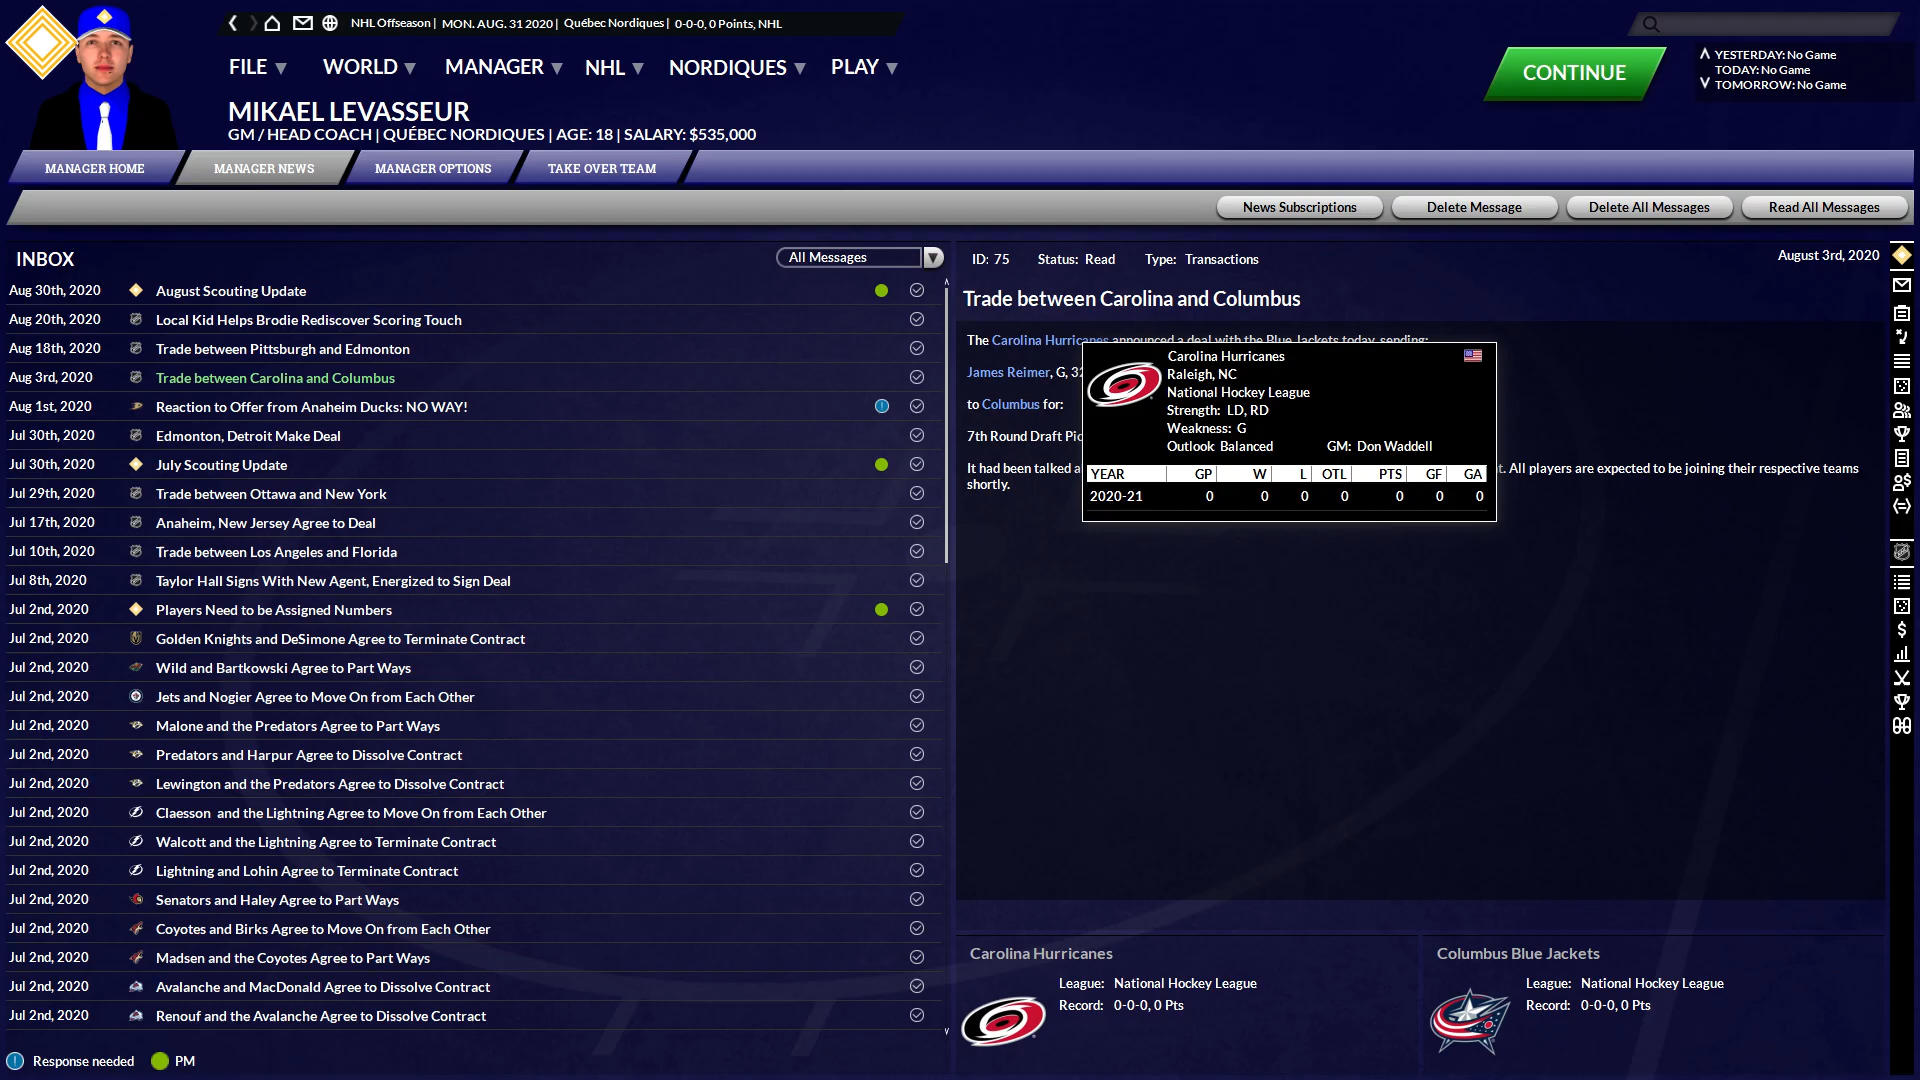 NHL Offseason | MON. AUG. 31 2020 | Québec Nordiques | 0-0-0, 0 Points, NHL
FILE WORLD MANAGER NHL NORDIQUES PLAY
CONTINUE
YESTERDAY: No Game
TODAY: No Game
TOMORROW: No Game
MIKAEL LEVASSEUR
GM / HEAD COACH | QUÉBEC NORDIQUES | AGE: 18 | SALARY: $535,000
MANAGER HOME MANAGER NEWS MANAGER OPTIONS TAKE OVER TEAM
News Subscriptions Delete Message Delete All Messages Read All Messages
INBOX All Messages
Aug 30th, 2020 August Scouting Update
Aug 20th, 2020 Local Kid Helps Brodie Rediscover Scoring Touch
Aug 18th, 2020 Trade between Pittsburgh and Edmonton
Aug 3rd, 2020 Trade between Carolina and Columbus
Aug 1st, 2020 Reaction to Offer from Anaheim Ducks: NO WAY!
Jul 30th, 2020 Edmonton, Detroit Make Deal
Jul 30th, 2020 July Scouting Update
Jul 29th, 2020 Trade between Ottawa and New York
Jul 17th, 2020 Anaheim, New Jersey Agree to Deal
Jul 10th, 2020 Trade between Los Angeles and Florida
Jul 8th, 2020 Taylor Hall Signs With New Agent, Energized to Sign Deal
Jul 2nd, 2020 Players Need to be Assigned Numbers
Jul 2nd, 2020 Golden Knights and DeSimone Agree to Terminate Contract
Jul 2nd, 2020 Wild and Bartkowski Agree to Part Ways
Jul 2nd, 2020 Jets and Nogier Agree to Move On from Each Other
Jul 2nd, 2020 Malone and the Predators Agree to Part Ways
Jul 2nd, 2020 Predators and Harpur Agree to Dissolve Contract
Jul 2nd, 2020 Lewington and the Predators Agree to Dissolve Contract
Jul 2nd, 2020 Claesson and the Lightning Agree to Move On from Each Other
Jul 2nd, 2020 Walcott and the Lightning Agree to Terminate Contract
Jul 2nd, 2020 Lightning and Lohin Agree to Terminate Contract
Jul 2nd, 2020 Senators and Haley Agree to Part Ways
Jul 2nd, 2020 Coyotes and Birks Agree to Move On from Each Other
Jul 2nd, 2020 Madsen and the Coyotes Agree to Part Ways
Jul 2nd, 2020 Avalanche and MacDonald Agree to Dissolve Contract
Jul 2nd, 2020 Renouf and the Avalanche Agree to Dissolve Contract
Response needed PM
ID: 75 Status: Read Type: Transactions August 3rd, 2020
Trade between Carolina and Columbus
The Carolina Hurricanes announced a deal with the Blue Jackets today, sending:
James Reimer, G, 32
to Columbus for:
7th Round Draft Pic
It had been talked a t. All players are expected to be joining their respective teams
shortly.
Carolina Hurricanes
Raleigh, NC
National Hockey League
Strength: LD, RD
Weakness: G
Outlook Balanced GM: Don Waddell
YEAR GP W L OTL PTS GF GA
2020-21 0 0 0 0 0 0 0
Carolina Hurricanes
League: National Hockey League
Record: 0-0-0, 0 Pts
Columbus Blue Jackets
League: National Hockey League
Record: 0-0-0, 0 Pts